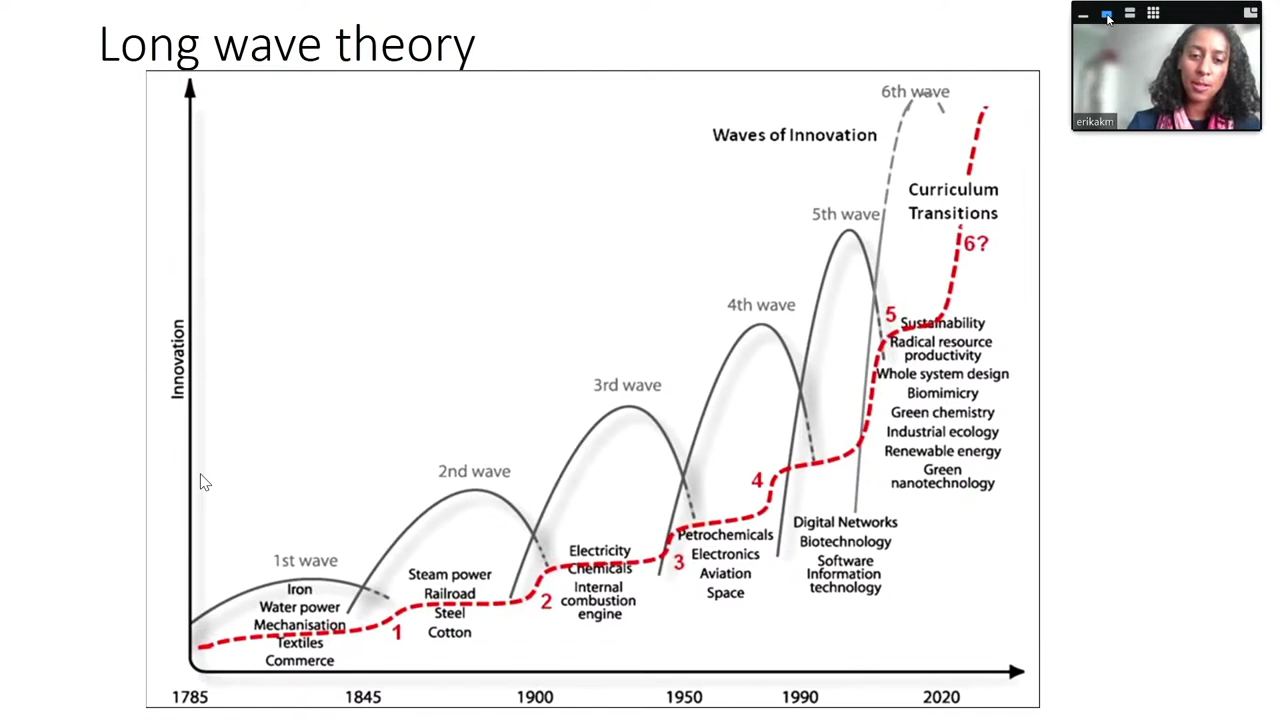 Long wave theory
erikakm
6th wave
Waves of Innovation
Curriculum
Transitions
5th wave
6?
4th wave
5
Sustainability
Radical resource
productivity
Whole system design
Biomimicry
Green chemistry
Industrial ecology
Renewable energy
Green
nanotechnology
Innovation
3rd wave
2nd wave
4
Digital Networks
Biotechnology
Software
Information
technology
Petrochemicals
Electronics
Aviation
Space
3
Electricity
Chemicals
Internal
combustion
engine
2
1st wave
Steam power
Railroad
Steel
Cotton
1
Iron
Water power
Mechanisation
Textiles
Commerce
1785 1845 1900 1950 1990 2020